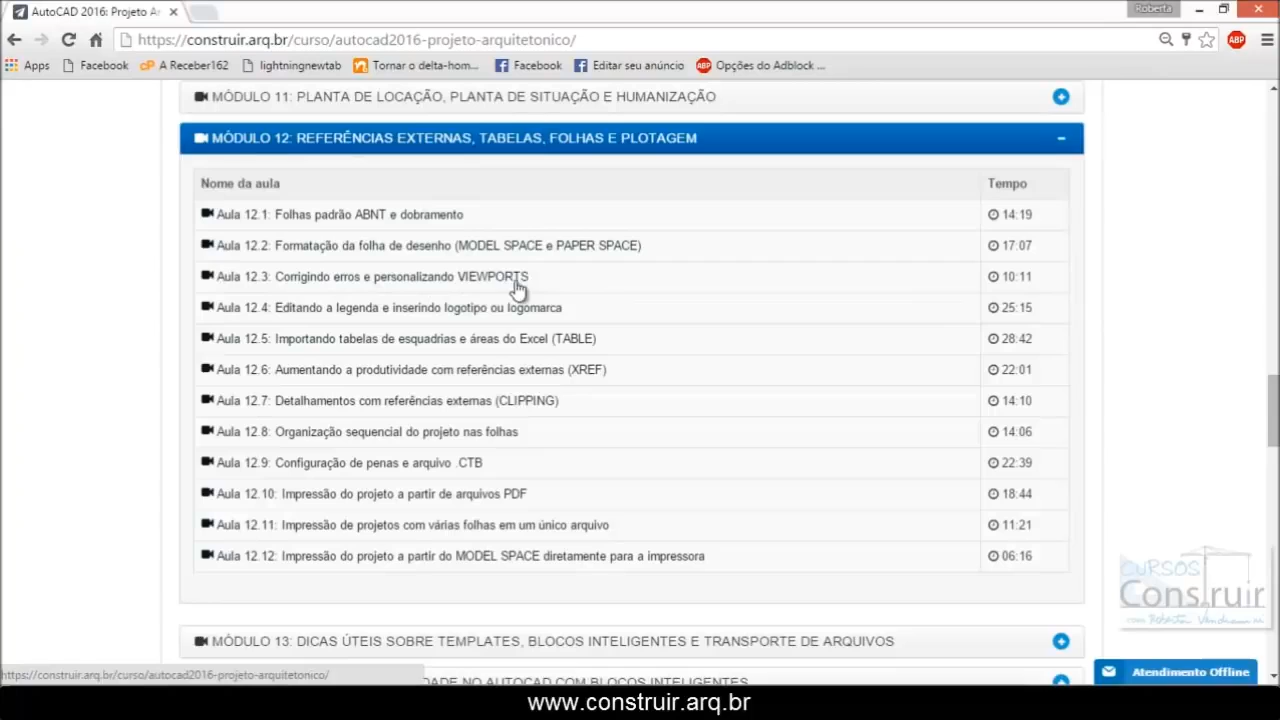 AutoCAD 2016: Projeto Ar
Roberta
https://construir.arq.br/curso/autocad2016-projeto-arquitetonico/
ABP
Apps
Facebook
A Receber162
lightningnewtab
Tornar o delta-hom...
Facebook
Editar seu anúncio
Opções do Adblock ...
MÓDULO 11: PLANTA DE LOCAÇÃO, PLANTA DE SITUAÇÃO E HUMANIZAÇÃO
MÓDULO 12: REFERÊNCIAS EXTERNAS, TABELAS, FOLHAS E PLOTAGEM
Nome da aula Tempo
Aula 12.1: Folhas padrão ABNT e dobramento 14:19
Aula 12.2: Formatação da folha de desenho (MODEL SPACE e PAPER SPACE) 17:07
Aula 12.3: Corrigindo erros e personalizando VIEWPORTS 10:11
Aula 12.4: Editando a legenda e inserindo logotipo ou logomarca 25:15
Aula 12.5: Importando tabelas de esquadrias e áreas do Excel (TABLE) 28:42
Aula 12.6: Aumentando a produtividade com referências externas (XREF) 22:01
Aula 12.7: Detalhamentos com referências externas (CLIPPING) 14:10
Aula 12.8: Organização sequencial do projeto nas folhas 14:06
Aula 12.9: Configuração de penas e arquivo .CTB 22:39
Aula 12.10: Impressão do projeto a partir de arquivos PDF 18:44
Aula 12.11: Impressão de projetos com várias folhas em um único arquivo 11:21
Aula 12.12: Impressão do projeto a partir do MODEL SPACE diretamente para a impressora 06:16
CURSOS
Construir
MÓDULO 13: DICAS ÚTEIS SOBRE TEMPLATES, BLOCOS INTELIGENTES E TRANSPORTE DE ARQUIVOS
https://construir.arq.br/curso/autocad2016-projeto-arquitetonico/
DADE NO AUTOCAD COM BLOCOS INTELIGENTES
Atendimento Offline
www.construir.arq.br